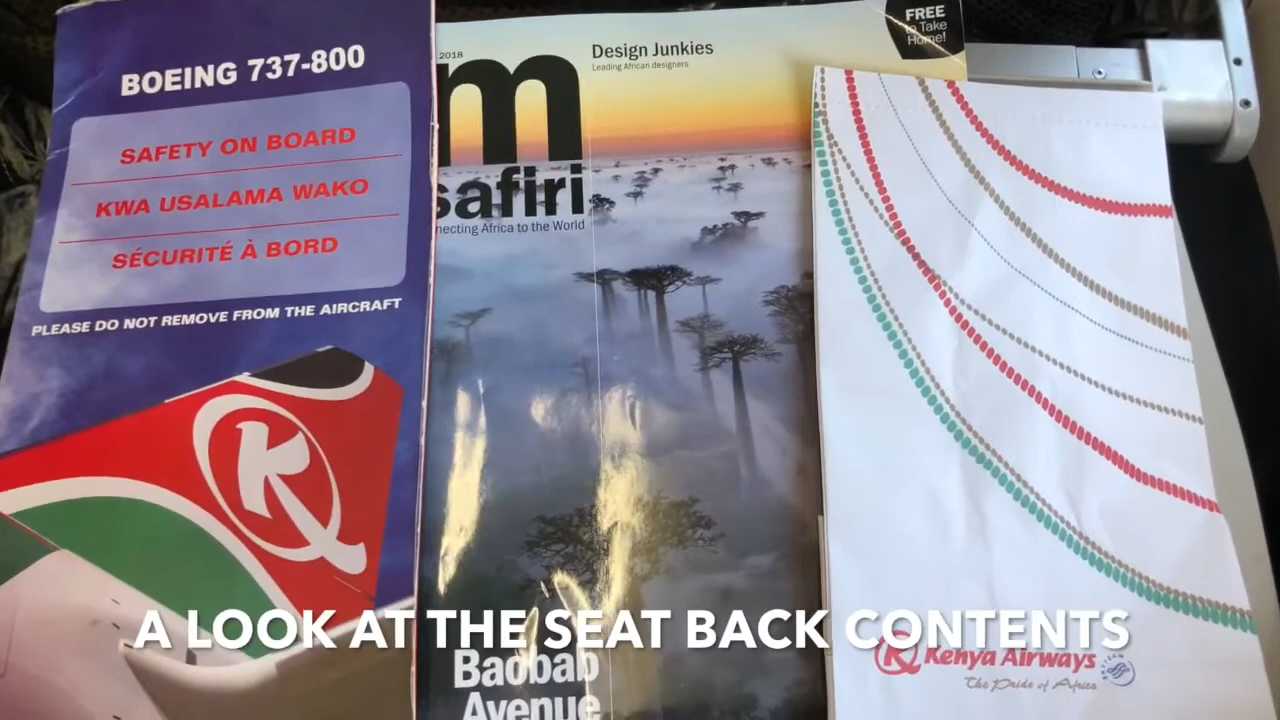 BOEING 737-800
SAFETY ON BOARD
KWA USALAMA WAKO
SÉCURITÉ À BORD
PLEASE DO NOT REMOVE FROM THE AIRCRAFT
2018
m
safiri
necting Africa to the World
Design Junkies
Leading African designers
FREE
to Take
Home!
Baobab
Avenue
Kenya Airways
The Pride of Africa
A LOOK AT THE SEAT BACK CONTENTS